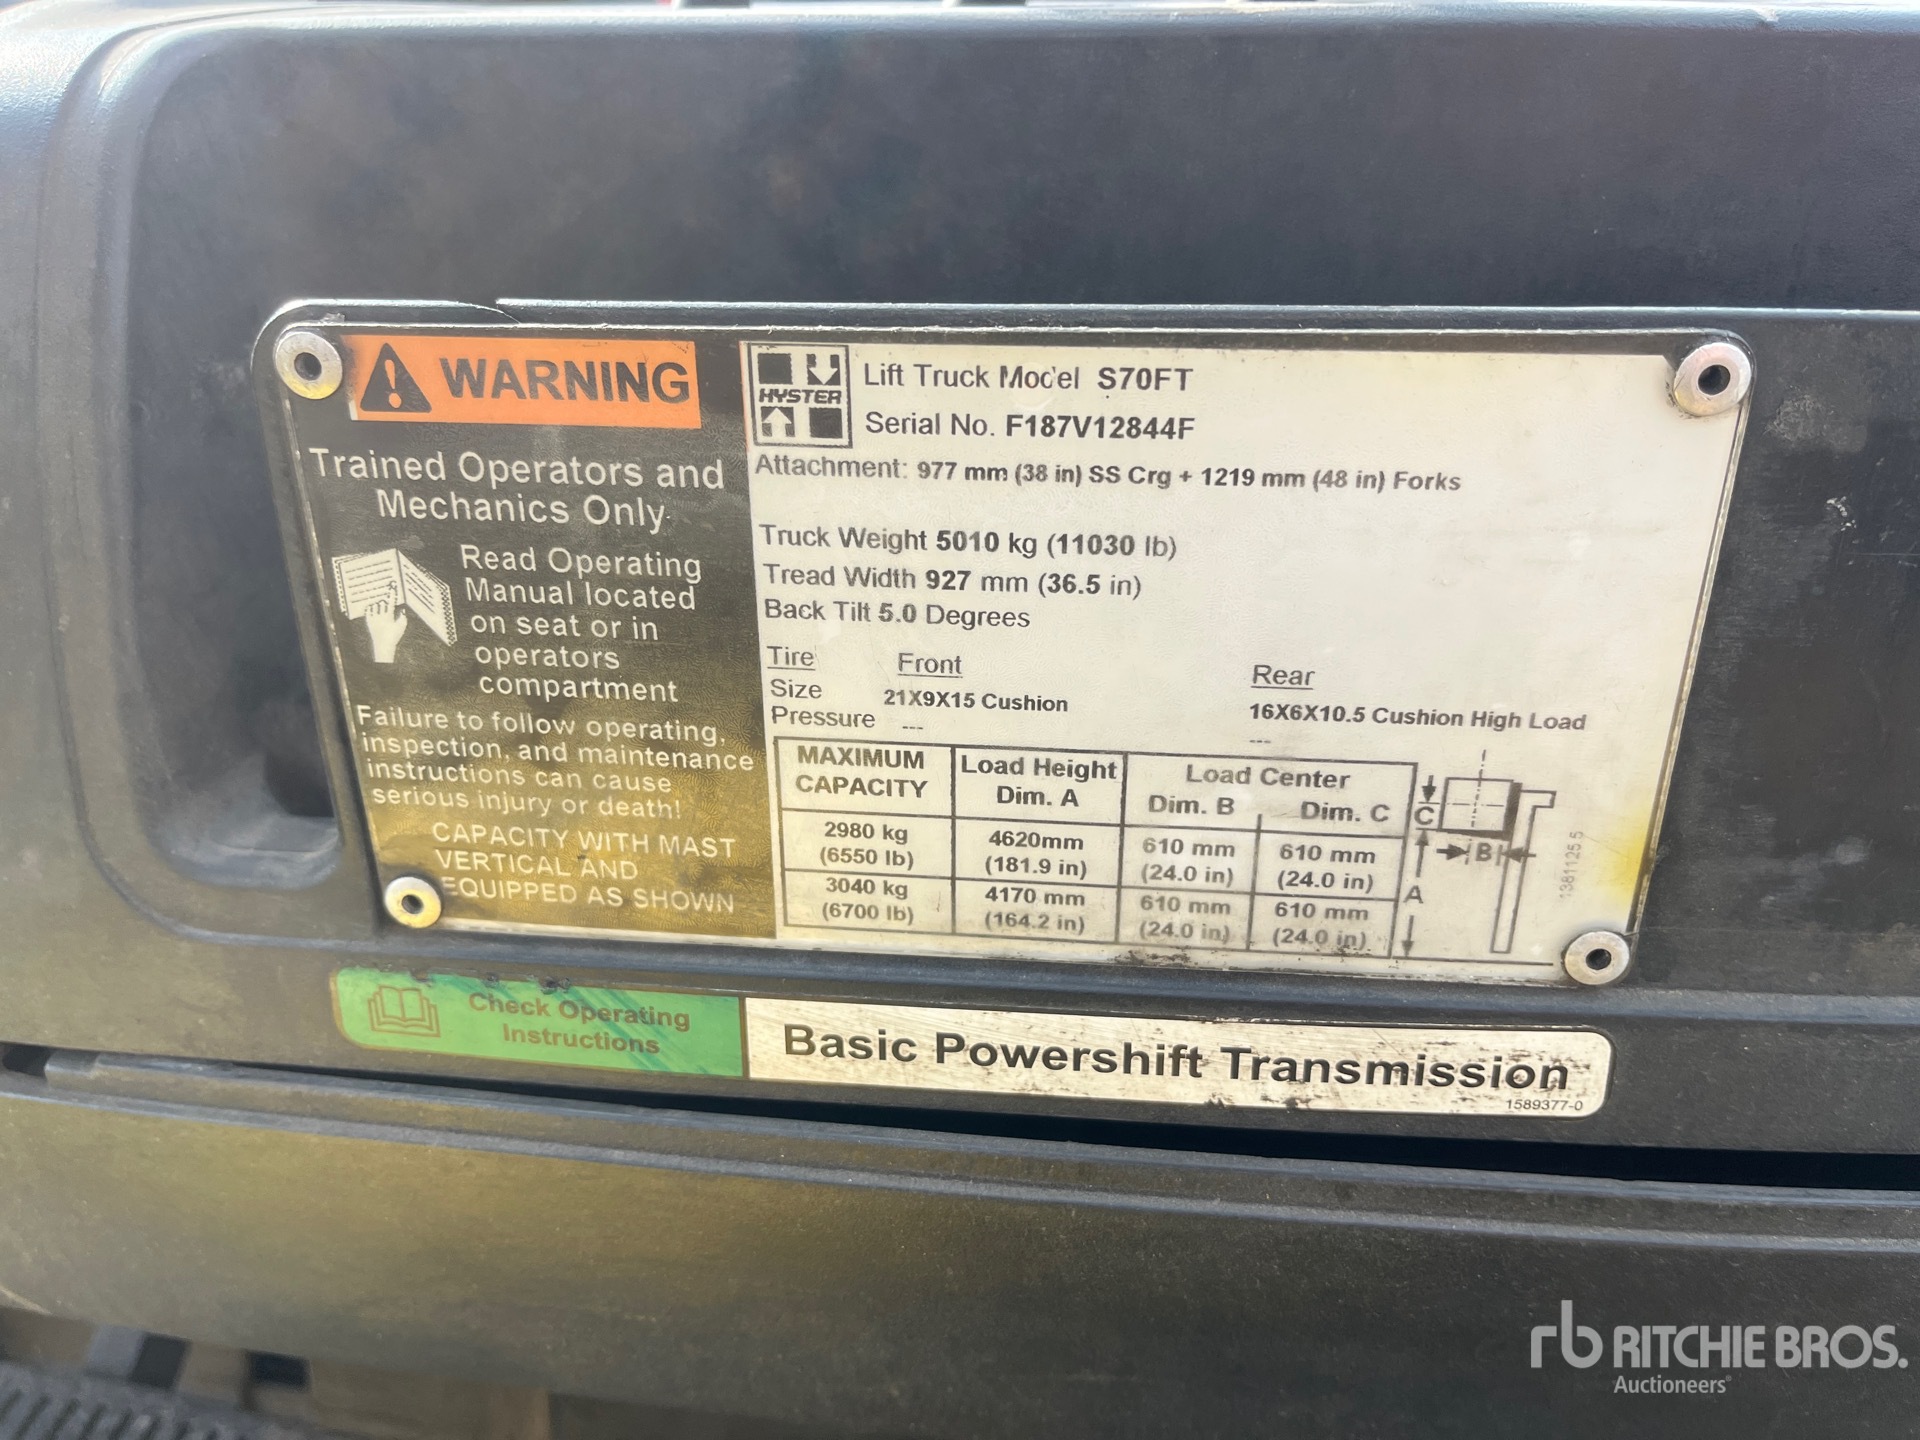 WARNING
Trained Operators and
Mechanics Only
Read Operating
Manual located
on seat or in
operators
compartment
Failure to follow operating,
inspection, and maintenance
instructions can cause
serious injury or death!
CAPACITY WITH MAST
VERTICAL AND
EQUIPPED AS SHOWN
HYSTER
Lift Truck Model S70FT
Serial No. F187V12844F
Attachment: 977 mm (38 in) SS Crg + 1219 mm (48 in) Forks
Truck Weight 5010 kg (11030 lb)
Tread Width 927 mm (36.5 in)
Back Tilt 5.0 Degrees
Tire Front Rear
Size 21X9X15 Cushion 16X6X10.5 Cushion High Load
Pressure --- ---
MAXIMUM CAPACITY Load Height Dim. A Load Center Dim. B Dim. C
2980 kg 4620mm 610 mm 610 mm
(6550 lb) (181.9 in) (24.0 in) (24.0 in)
3040 kg 4170 mm 610 mm 610 mm
(6700 lb) (164.2 in) (24.0 in) (24.0 in)
C
B
A
1381125 5
Check Operating
Instructions
Basic Powershift Transmission
1589377-0
rb RITCHIE BROS.
Auctioneers